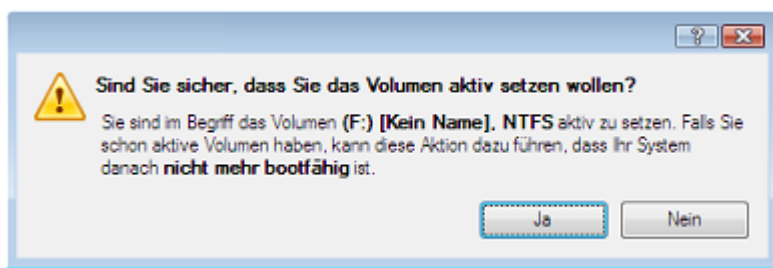 Sind Sie sicher, dass Sie das Volumen aktiv setzen wollen?
Sie sind im Begriff das Volumen (F:) [Kein Name], NTFS aktiv zu setzen. Falls Sie
schon aktive Volumen haben, kann diese Aktion dazu führen, dass Ihr System
danach nicht mehr bootfähig ist.
Ja Nein